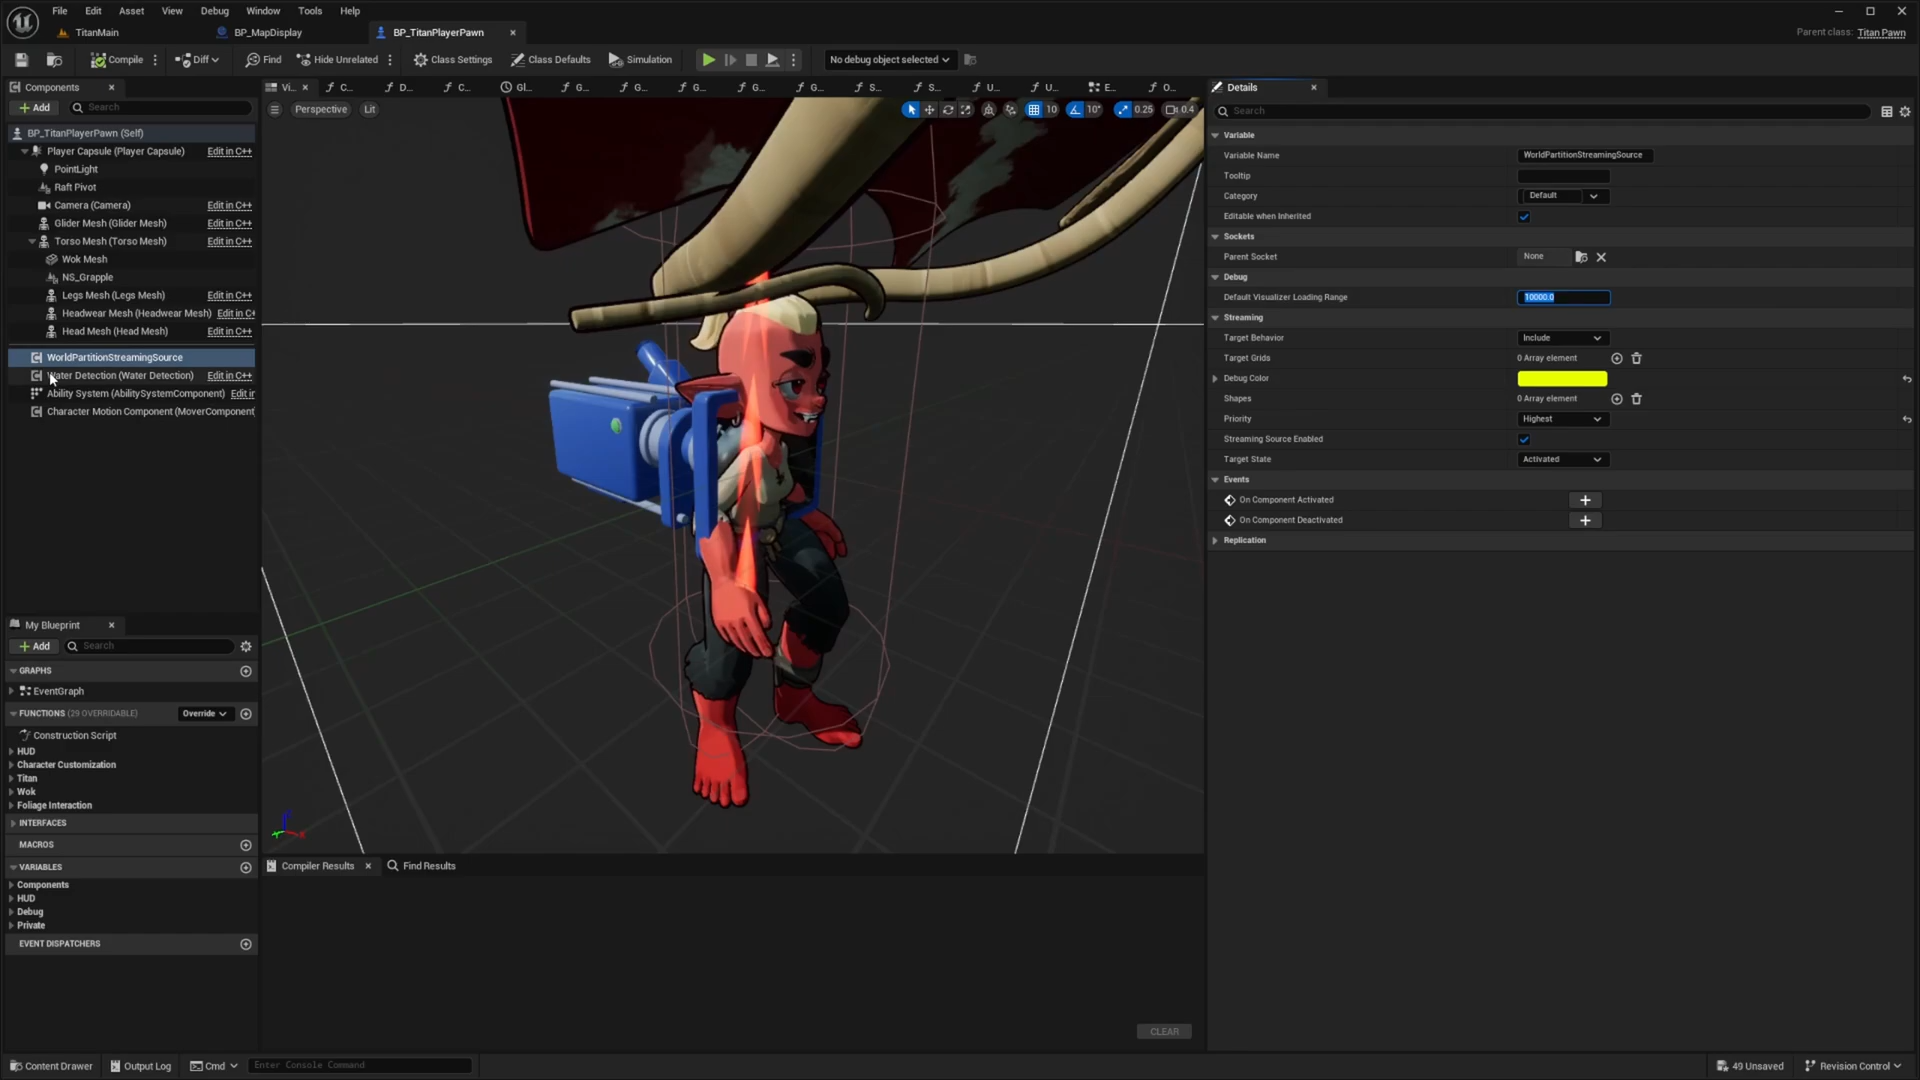 File Edit Asset View Debug Window Tools Help
TitanMain BP_MapDisplay BP_TitanPlayerPawn
Parent class: Titan Pawn
Compile Diff Find Hide Unrelated Class Settings Class Defaults Simulation No debug object selected
Components
Add Search
BP_TitanPlayerPawn (Self)
Player Capsule (Player Capsule) Edit in C++
PointLight
Raft Pivot
Camera (Camera) Edit in C++
Glider Mesh (Glider Mesh) Edit in C++
Torso Mesh (Torso Mesh) Edit in C++
Wok Mesh
NS_Grapple
Legs Mesh (Legs Mesh) Edit in C++
Headwear Mesh (Headwear Mesh) Edit in C+
Head Mesh (Head Mesh) Edit in C++
WorldPartitionStreamingSource
Water Detection (Water Detection) Edit in C++
Ability System (AbilitySystemComponent) Edit in
Character Motion Component (MoverComponent)
My Blueprint
Add Search
GRAPHS
EventGraph
FUNCTIONS (29 OVERRIDABLE) Override
Construction Script
HUD
Character Customization
Titan
Wok
Foliage Interaction
INTERFACES
MACROS
VARIABLES
Components
HUD
Debug
Private
EVENT DISPATCHERS
Vi... C... D... C... Gl... G... G... G... G... G... S... S... U... U... E... O...
Perspective Lit
10 10° 0.25 0.4
Compiler Results Find Results
CLEAR
Details
Search
Variable
Variable Name WorldPartitionStreamingSource
Tooltip
Category Default
Editable when Inherited
Sockets
Parent Socket None
Debug
Default Visualizer Loading Range 10000.0
Streaming
Target Behavior Include
Target Grids 0 Array element
Debug Color
Shapes 0 Array element
Priority Highest
Streaming Source Enabled
Target State Activated
Events
On Component Activated
On Component Deactivated
Replication
Content Drawer Output Log Cmd Enter Console Command 49 Unsaved Revision Control